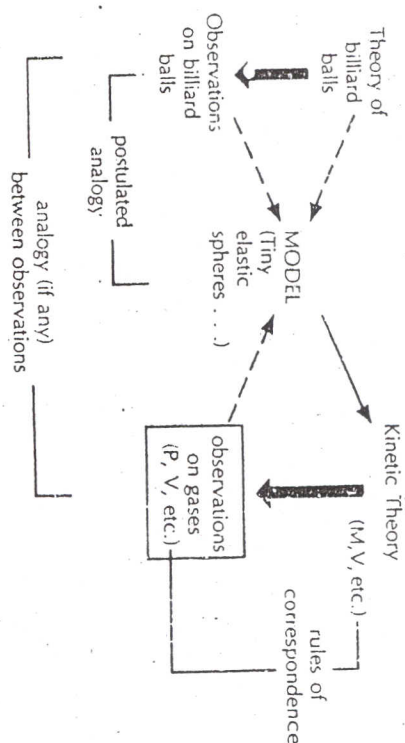 Theory of
billiard
balls
Observations
on billiard
balls
postulated
analogy
analogy (if any)
between observations
MODEL
(Tiny
elastic
spheres . . .)
Kinetic Theory
(M,V, etc.)
observations
on gases
(P, V, etc.)
rules of
correspondence